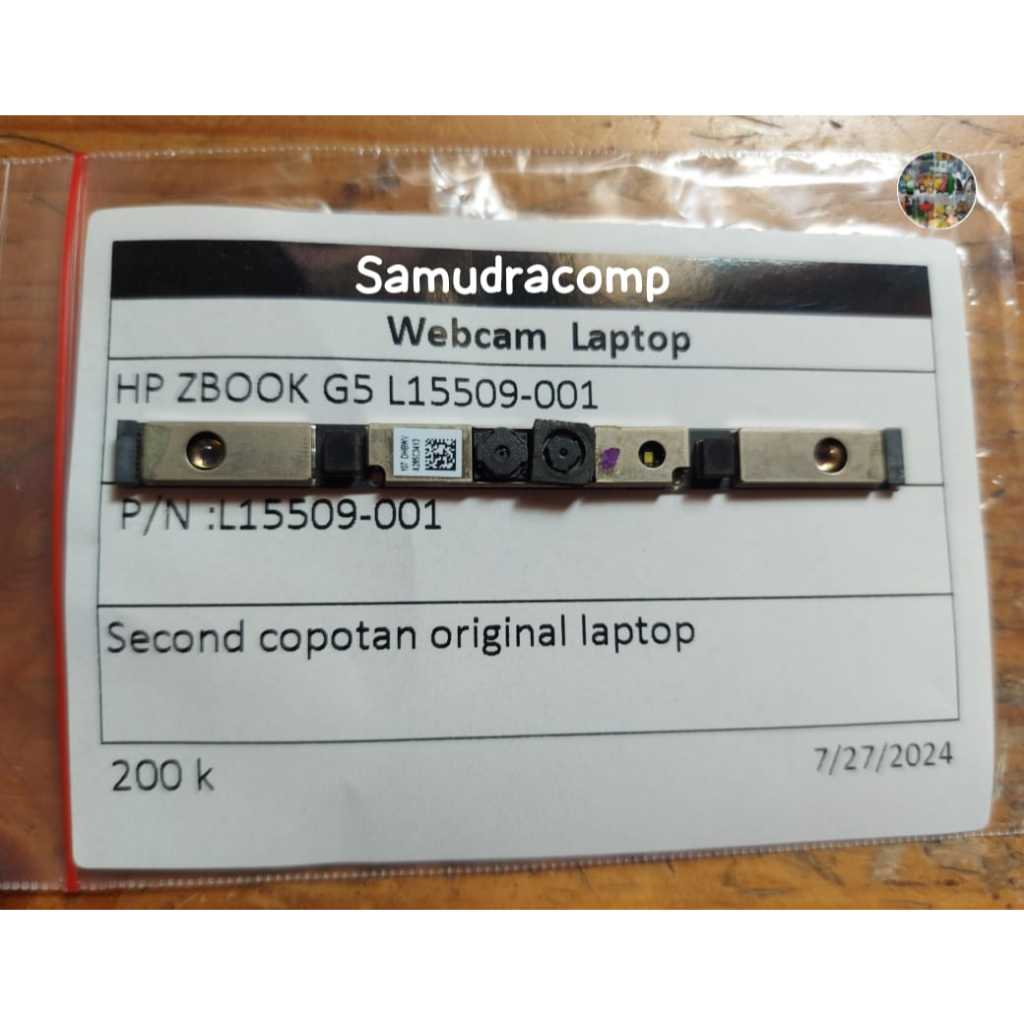 Samudracomp
Webcam Laptop
HP ZBOOK G5 L15509-001
P/N :L15509-001
Second copotan original laptop
200 k
7/27/2024